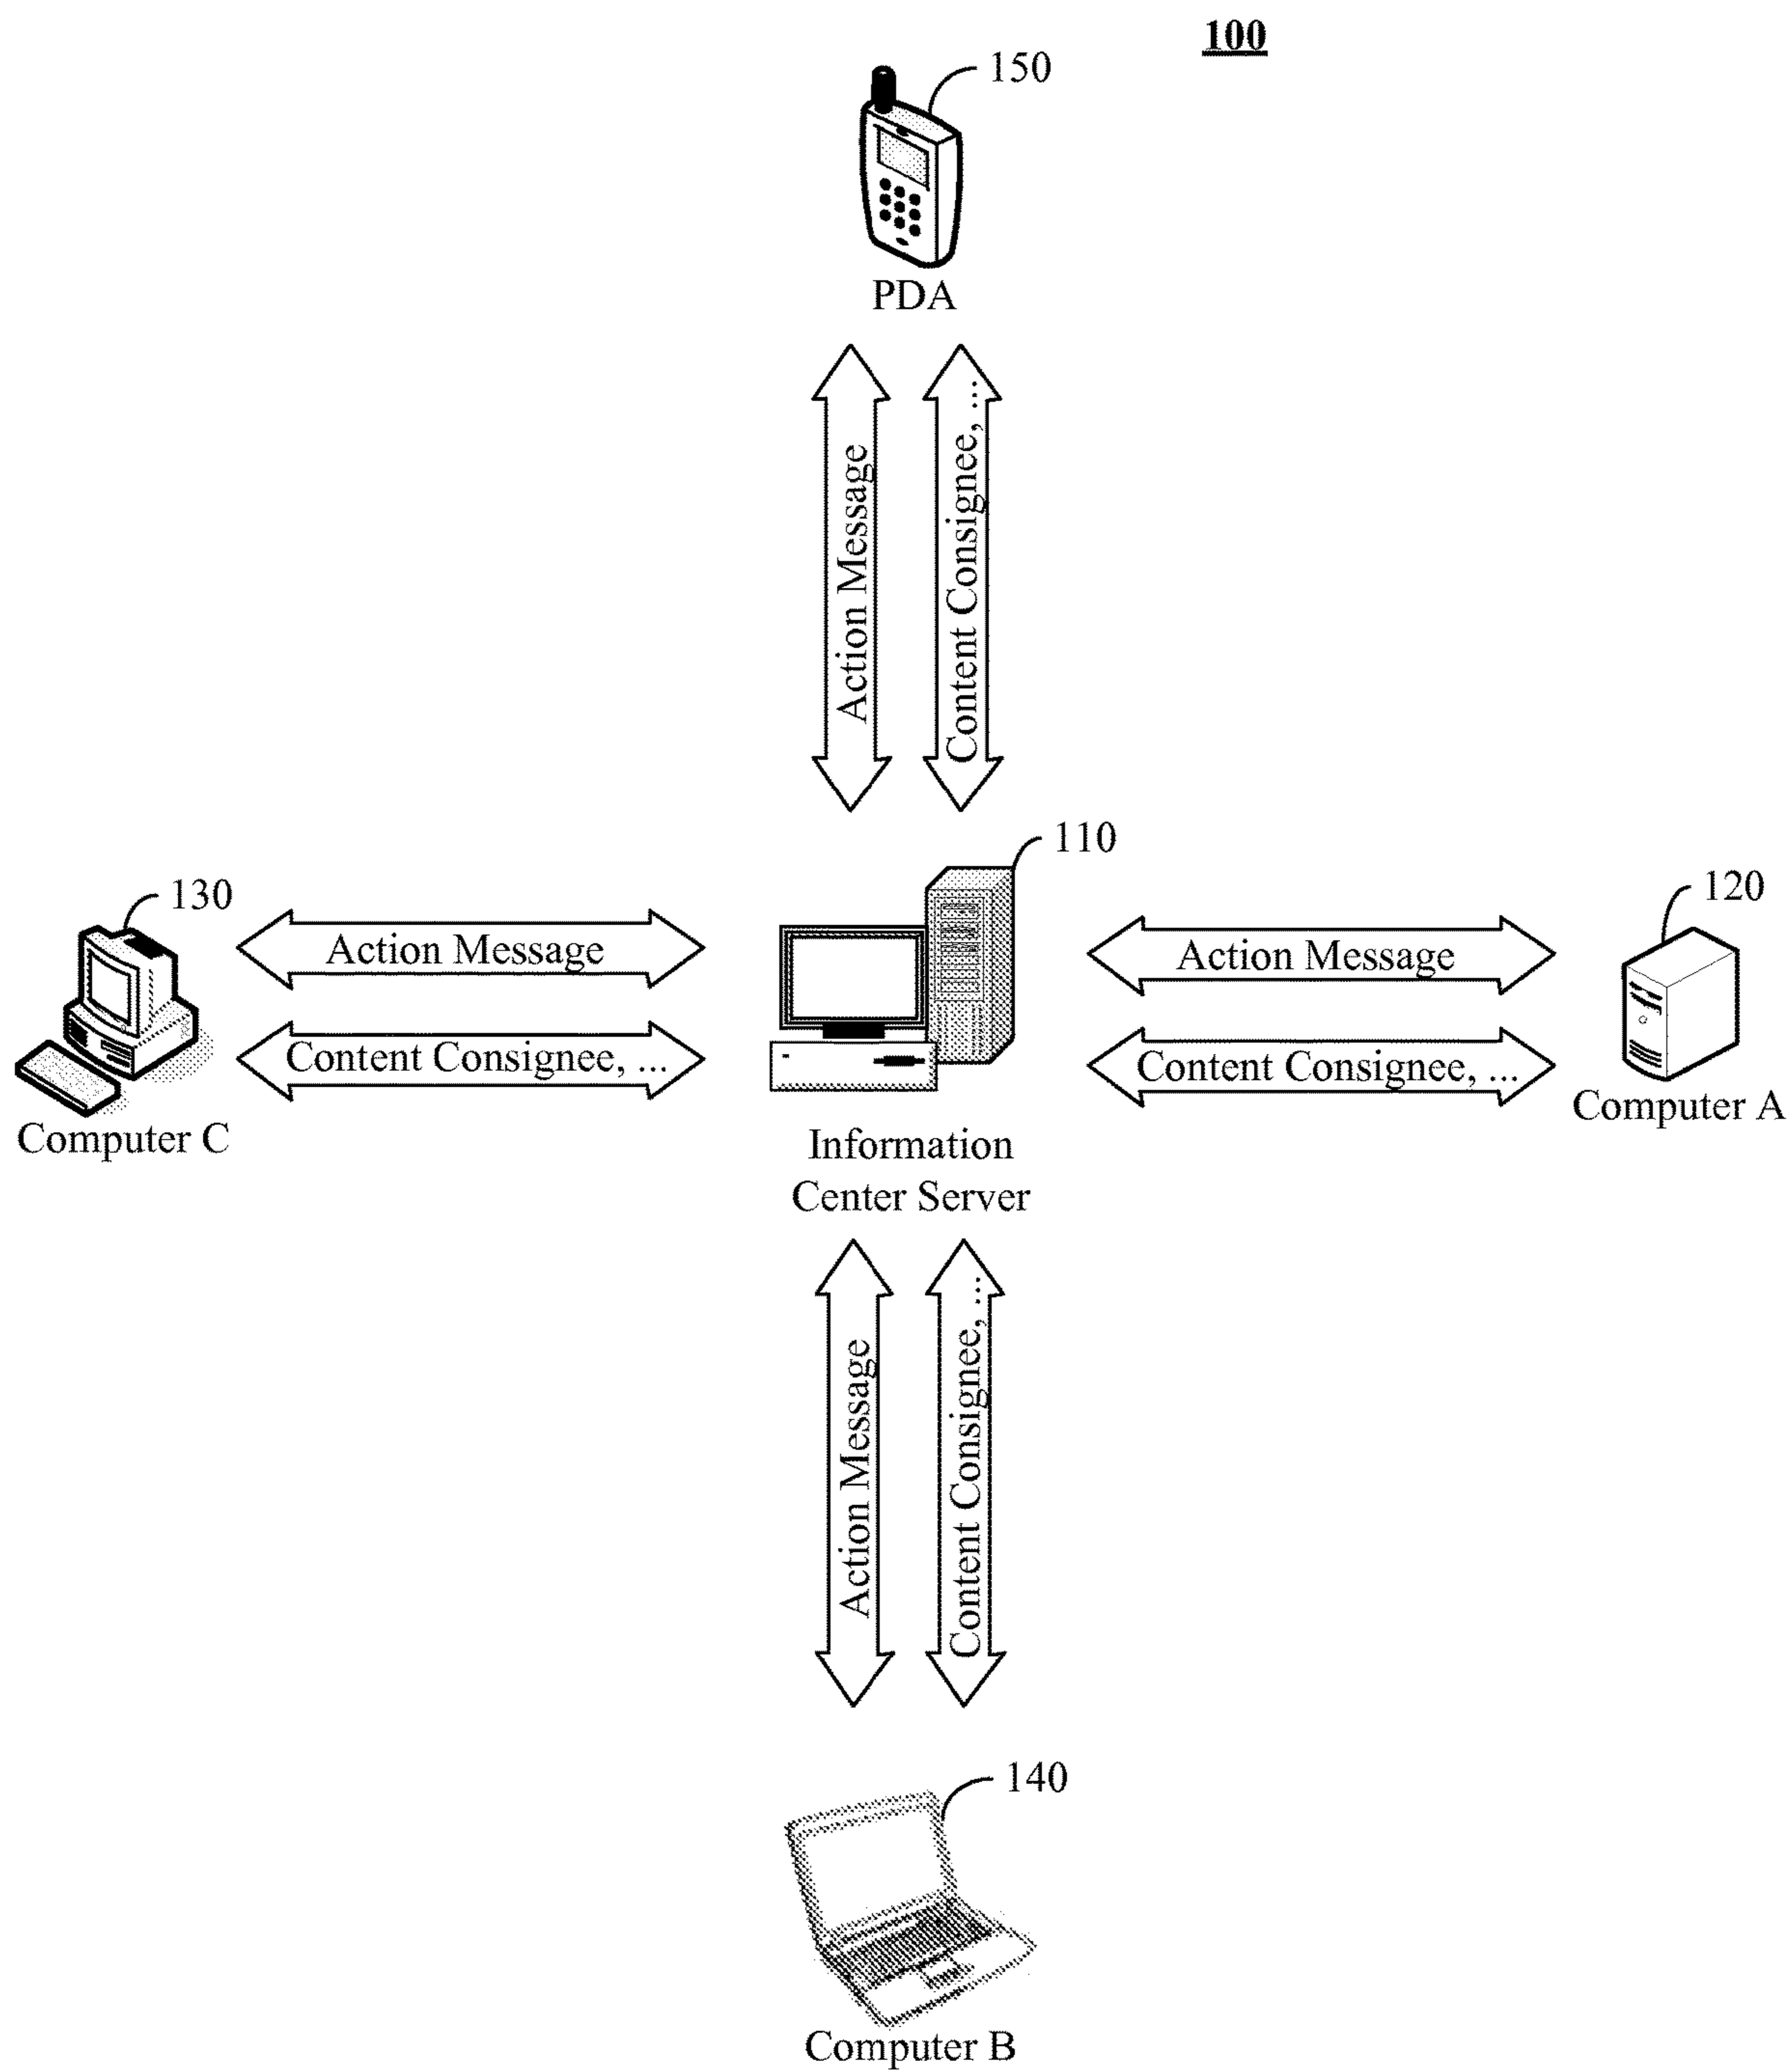 100
150
PDA
Action Message
Content Consignee, ...
110
130
120
Action Message
Action Message
Content Consignee, ...
Content Consignee, ...
Computer C
Computer A
Information
Center Server
Action Message
Content Consignee, ...
140
Computer B